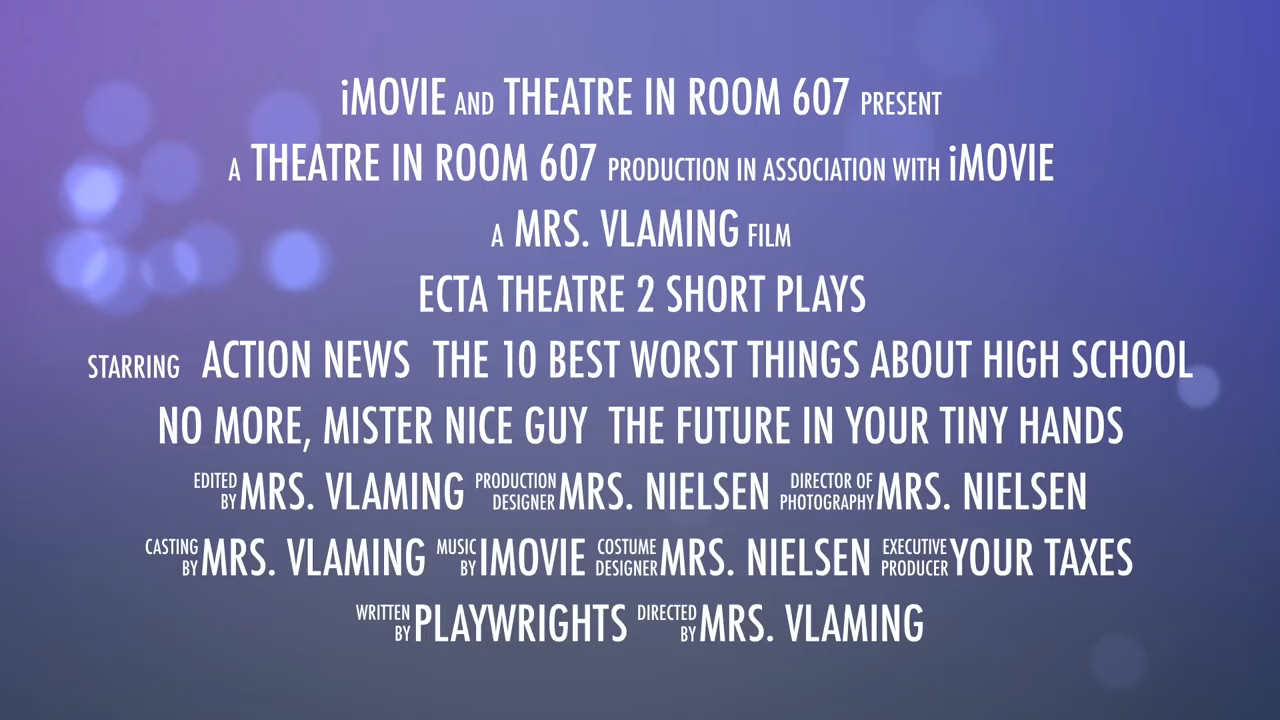 iMOVIE AND THEATRE IN ROOM 607 PRESENT
A THEATRE IN ROOM 607 PRODUCTION IN ASSOCIATION WITH iMOVIE
A MRS. VLAMING FILM
ECTA THEATRE 2 SHORT PLAYS
STARRING ACTION NEWS THE 10 BEST WORST THINGS ABOUT HIGH SCHOOL
NO MORE, MISTER NICE GUY THE FUTURE IN YOUR TINY HANDS
EDITED BY MRS. VLAMING PRODUCTION DESIGNER MRS. NIELSEN DIRECTOR OF PHOTOGRAPHY MRS. NIELSEN
CASTING BY MRS. VLAMING MUSIC BY IMOVIE COSTUME DESIGNER MRS. NIELSEN EXECUTIVE PRODUCER YOUR TAXES
WRITTEN BY PLAYWRIGHTS DIRECTED BY MRS. VLAMING